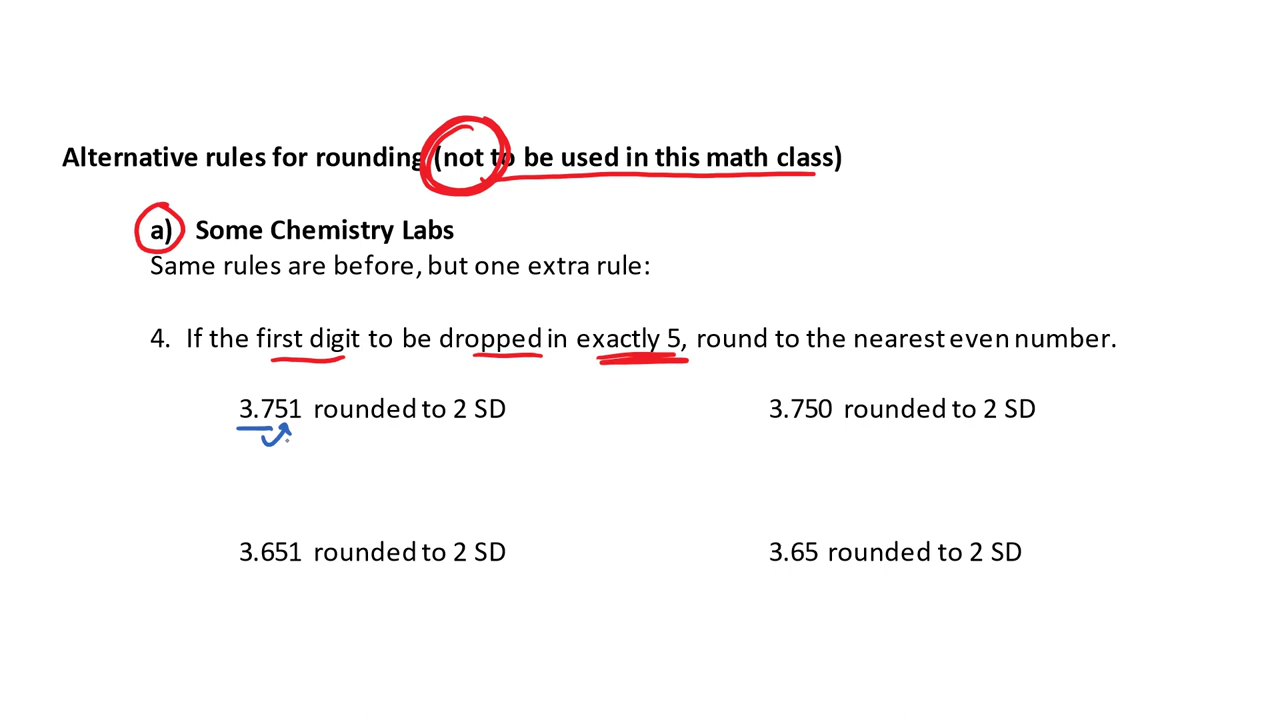 Alternative rules for rounding (not to be used in this math class)
a) Some Chemistry Labs
Same rules are before, but one extra rule:
4. If the first digit to be dropped in exactly 5, round to the nearest even number.
3.751 rounded to 2 SD 3.750 rounded to 2 SD
3.651 rounded to 2 SD 3.65 rounded to 2 SD